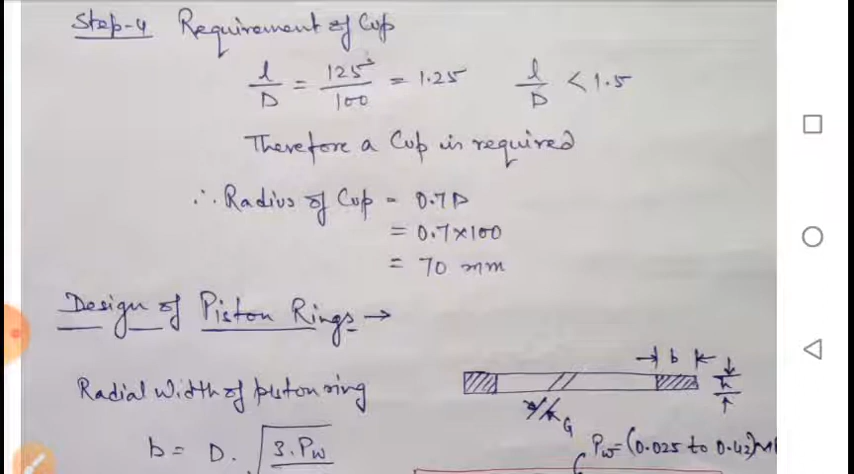 Step-4 Requirement of Cup
l/D = 125/100 = 1.25 l/D < 1.5
Therefore a Cup is required
∴ Radius of Cup = 0.7 D
= 0.7 × 100
= 70 mm
Design of Piston Rings →
Radial Width of piston ring
b
h
G
b = D. √3.Pw
Pw = (0.025 to 0.42) M